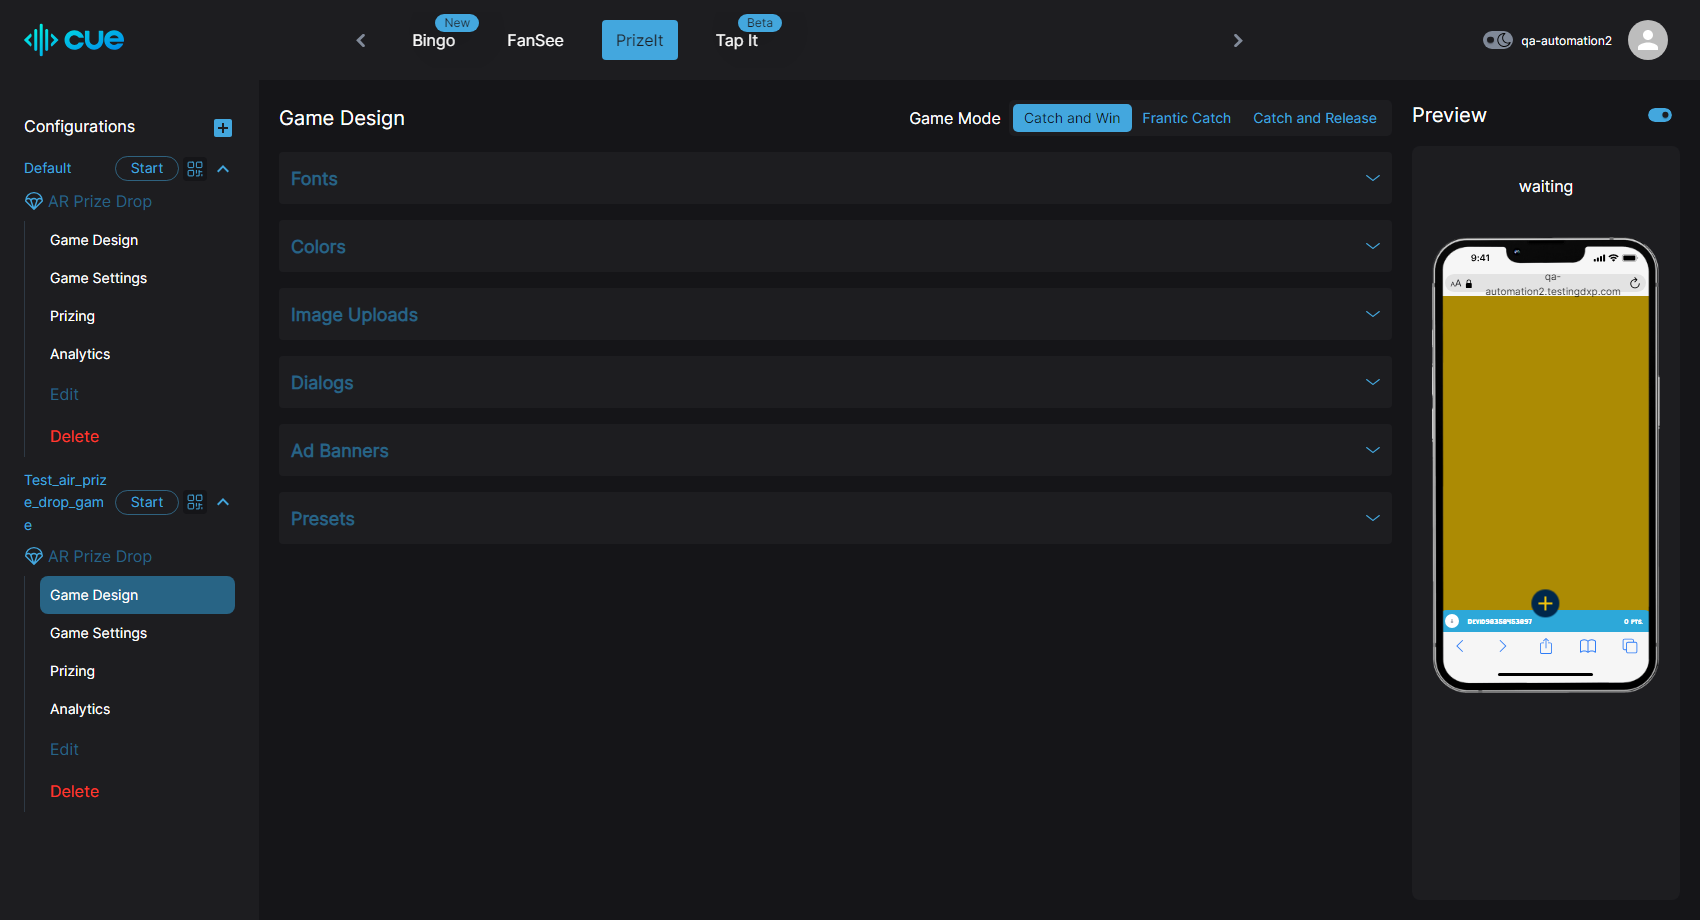 cue
New
Bingo
FanSee
PrizeIt
Beta
Tap It
qa-automation2
Configurations
Default
Start
AR Prize Drop
Game Design
Game Settings
Prizing
Analytics
Edit
Delete
Test_air_priz
e_drop_gam
e
Start
AR Prize Drop
Game Design
Game Settings
Prizing
Analytics
Edit
Delete
Game Design
Game Mode
Catch and Win
Frantic Catch
Catch and Release
Fonts
Colors
Image Uploads
Dialogs
Ad Banners
Presets
Preview
waiting
9:41
AA
qa-
automation2.testingdxp.com
0 PTS.